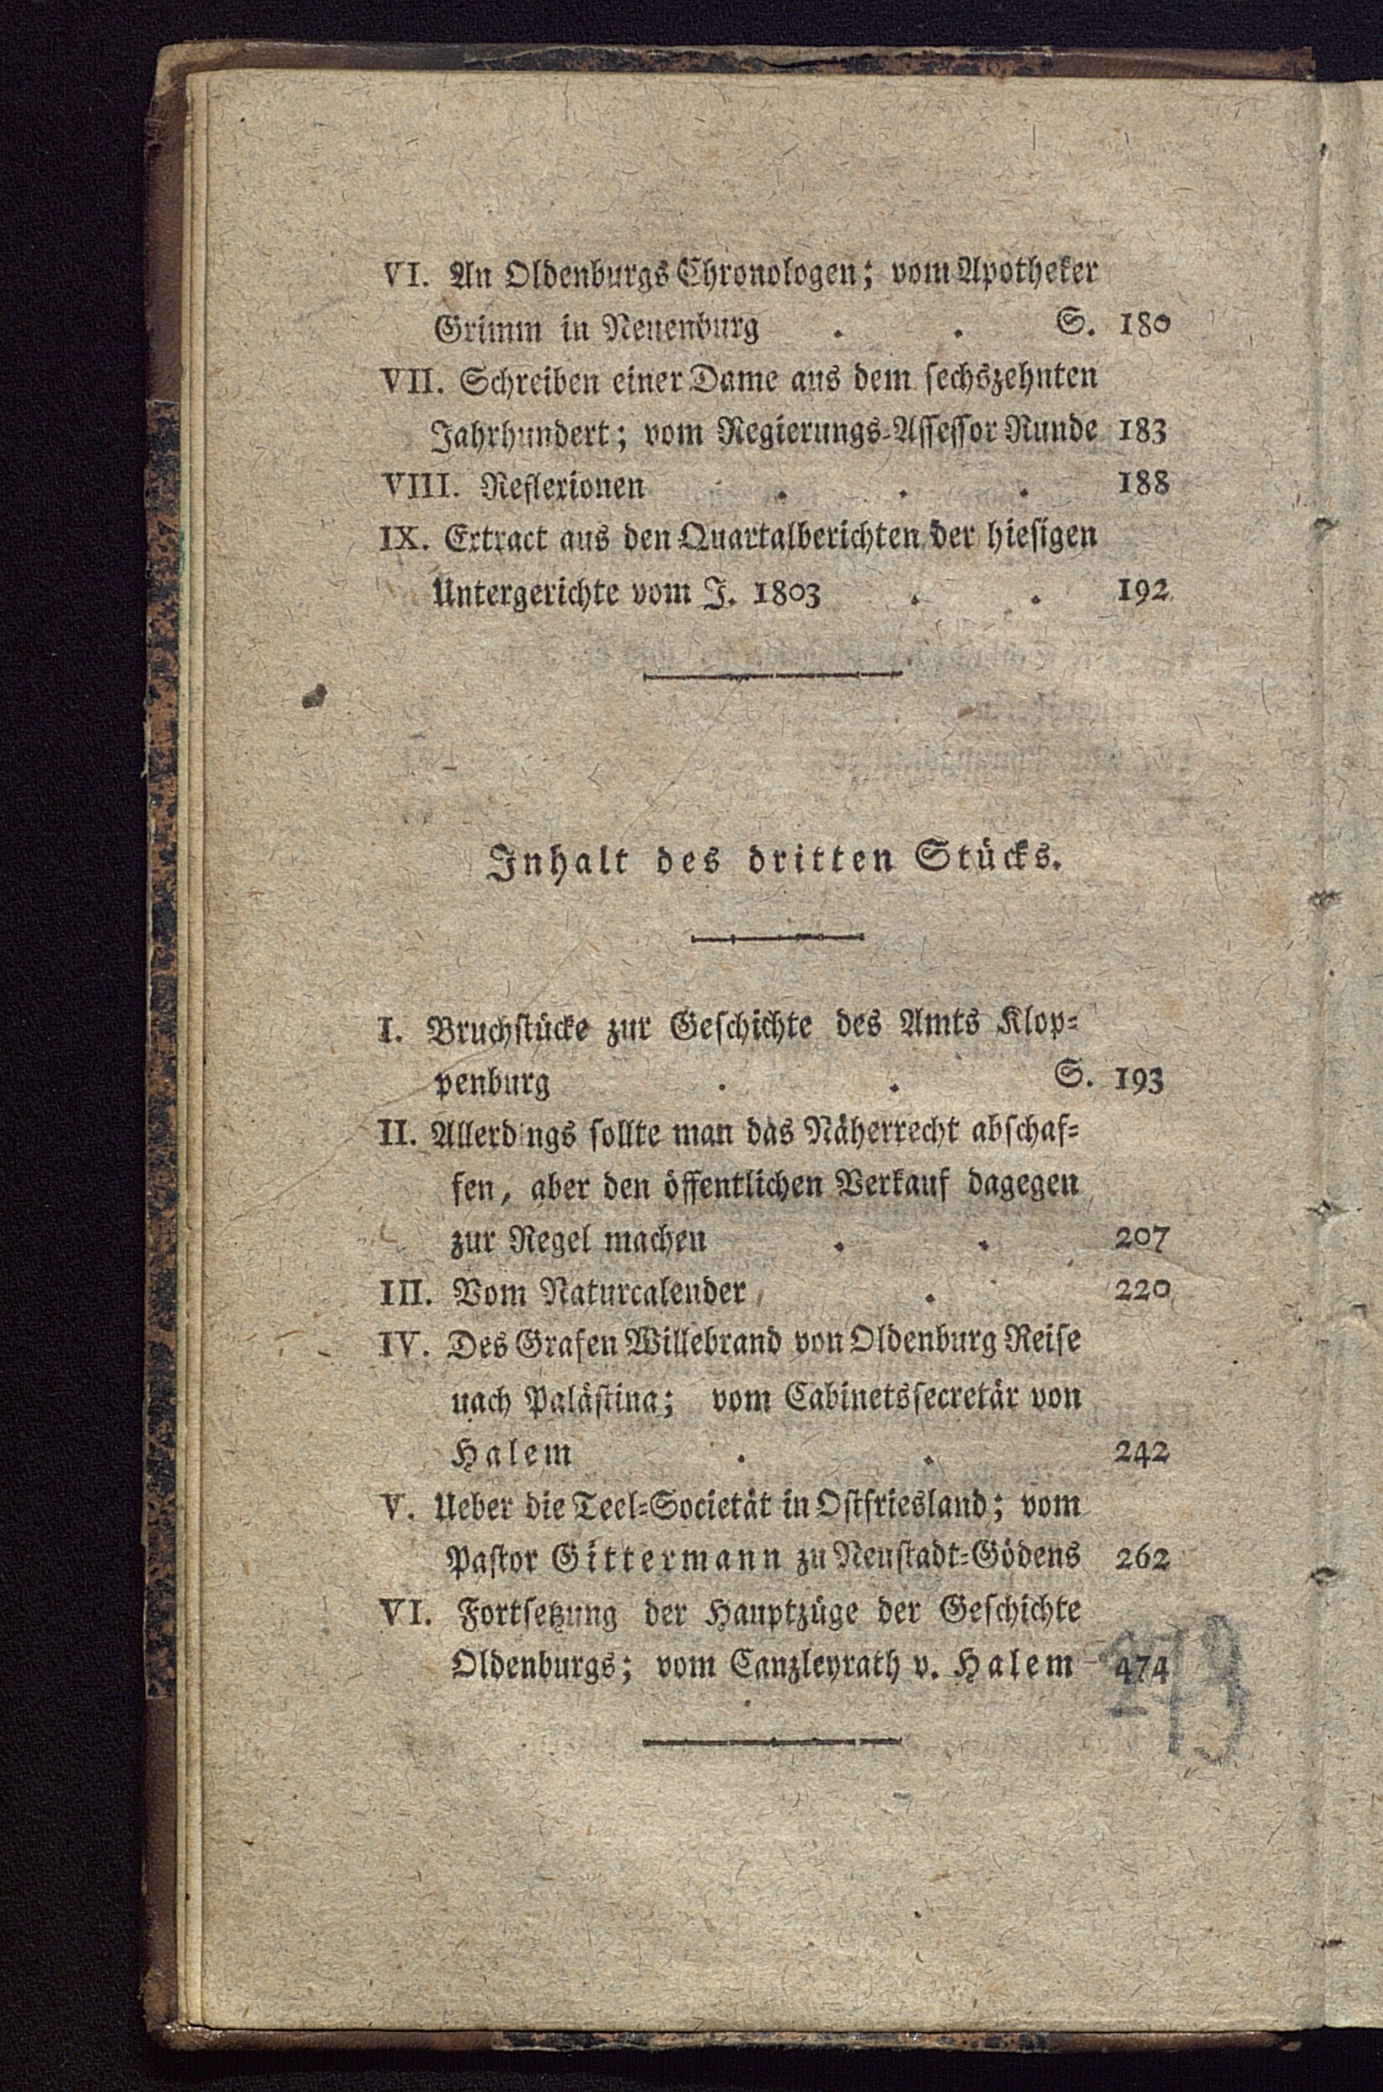 VI. An Oldenburgs Chronologen; vom Apotheker
Grimm in Neuenburg . . S. 180
VII. Schreiben einer Dame aus dem sechszehnten
Jahrhundert; vom Regierungs-Assessor Runde 183
VIII. Reflexionen . . . 188
IX. Extract aus den Quartalberichten der hiesigen
Untergerichte vom J. 1803 . . 192
Inhalt des dritten Stücks.
I. Bruchstücke zur Geschichte des Amts Klop-
penburg . . S. 193
II. Allerdings sollte man das Näherrecht abschaf-
fen, aber den öffentlichen Verkauf dagegen
zur Regel machen . . 207
III. Vom Naturcalender . 220
IV. Des Grafen Willebrand von Oldenburg Reise
nach Palästina; vom Cabinetssecretär von
Halem . . 242
V. Ueber die Teel-Societät in Ostfriesland; vom
Pastor Gittermann zu Neustadt-Gödens 262
VI. Fortsetzung der Hauptzüge der Geschichte
Oldenburgs; vom Canzleyrath v. Halem 474
273